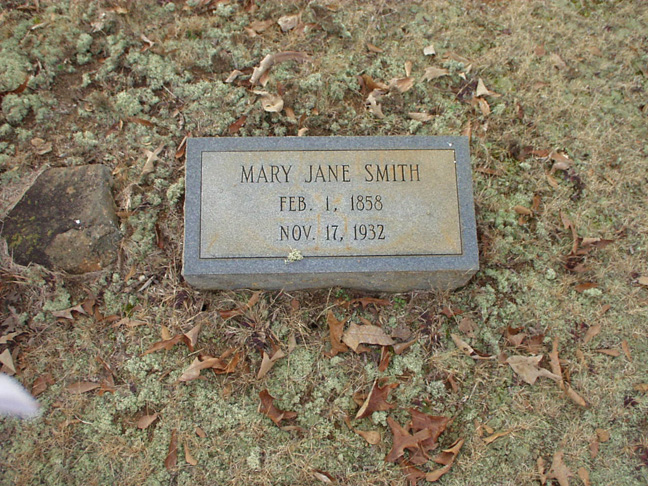 MARY JANE SMITH
FEB. 1, 1858
NOV. 17, 1932